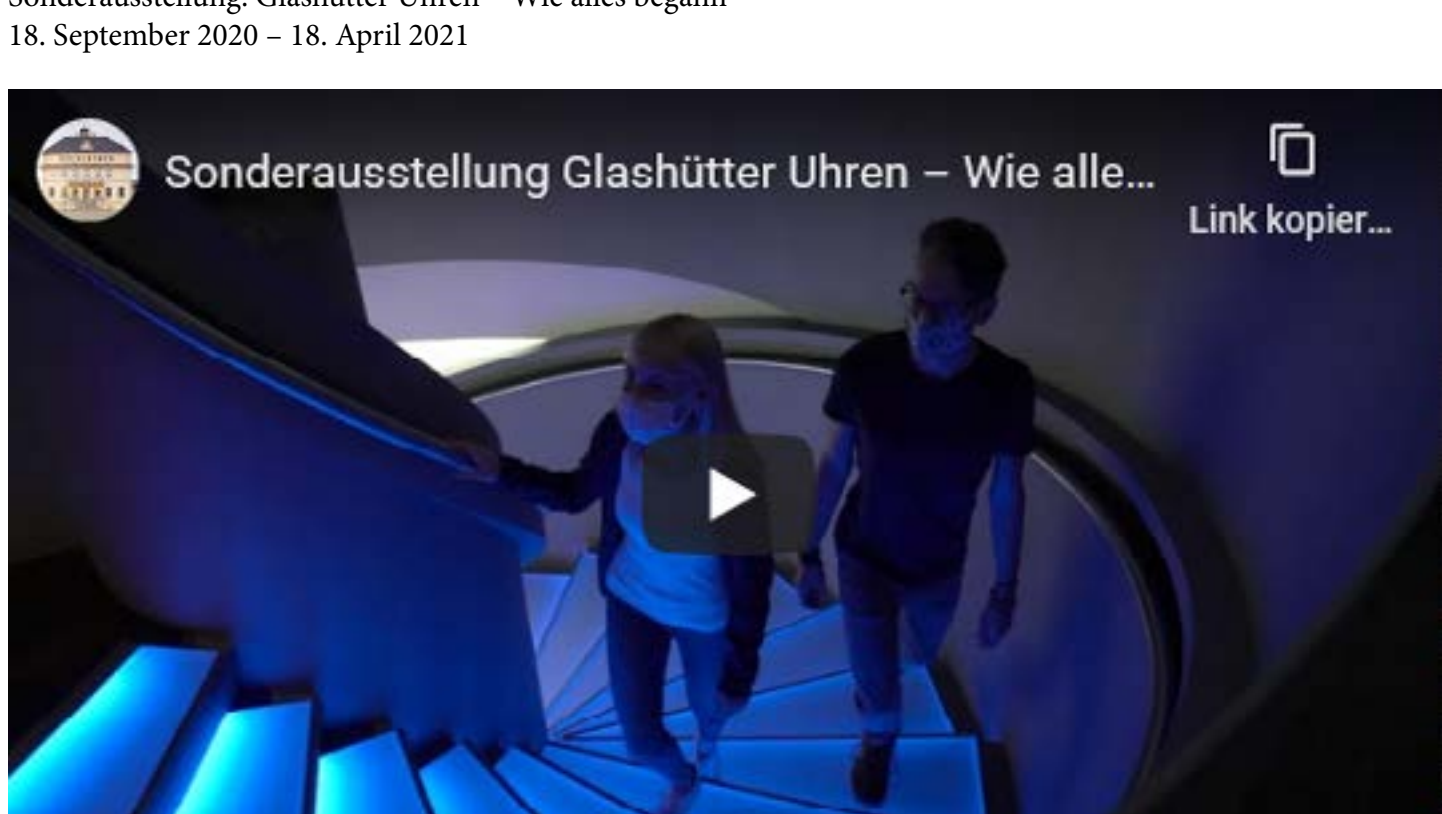 Sonderausstellung: Glashütter Uhren – Wie alles begann
18. September 2020 – 18. April 2021
Sonderausstellung Glashütter Uhren – Wie alle...
Link kopier...